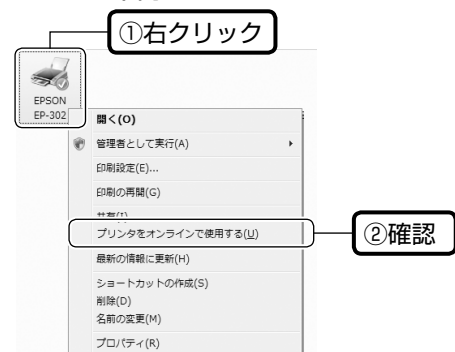 ①右クリック
EPSON
EP-302
開く(O)
管理者として実行(A)
印刷設定(E)...
印刷の再開(G)
共有(I)...
プリンタをオンラインで使用する(U)
②確認
最新の情報に更新(H)
ショートカットの作成(S)
削除(D)
名前の変更(M)
プロパティ(R)